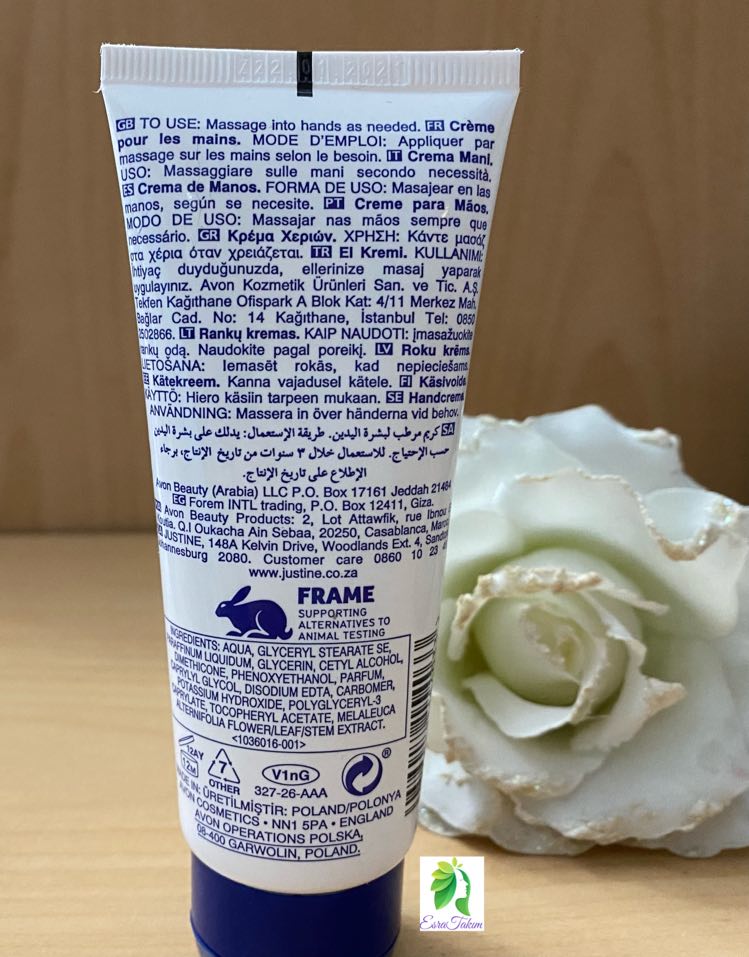 22.01.2021
GB TO USE: Massage into hands as needed. FR Crème
pour les mains. MODE D'EMPLOI: Appliquer par
massage sur les mains selon le besoin. IT Crema Mani.
USO: Massaggiare sulle mani secondo necessità.
ES Crema de Manos. FORMA DE USO: Masajear en las
manos, según se necesite. PT Creme para Mãos.
MODO DE USO: Massajar nas mãos sempre que
necessário. GR Κρέμα Χεριών. ΧΡΗΣΗ: Κάντε μασάζ
στα χέρια όταν χρειάζεται. TR El Kremi. KULLANIMI:
İhtiyaç duyduğunuzda, ellerinize masaj yaparak
uygulayınız. Avon Kozmetik Ürünleri San. ve Tic. A.Ş.
Tekfen Kağıthane Ofispark A Blok Kat: 4/11 Merkez Mah.
Bağlar Cad. No: 14 Kağıthane, İstanbul Tel: 0850
2502866. LT Rankų kremas. KAIP NAUDOTI: įmasažuokite
rankų odą. Naudokite pagal poreikį. LV Roku krēms.
LIETOŠANA: Iemasēt rokās, kad nepieciešams.
Kätekreem. Kanna vajadusel kätele. FI Käsivoide.
KÄYTTÖ: Hiero käsiin tarpeen mukaan. SE Handcreme.
ANVÄNDNING: Massera in över händerna vid behov.
SA كريم مرطب لبشرة اليدين. طريقة الإستعمال: يدلك على بشرة اليدين
حسب الإحتياج. للاستعمال خلال ٣ سنوات من تاريخ الإنتاج، برجاء
الإطلاع على تاريخ الإنتاج.
Avon Beauty (Arabia) LLC P.O. Box 17161 Jeddah 21484
EG Forem INTL trading, P.O. Box 12411, Giza.
Avon Beauty Products: 2, Lot Attawfik, rue Ibnou
Koutia. Q.I Oukacha Ain Sebaa, 20250, Casablanca,
JUSTINE, 148A Kelvin Drive, Woodlands Ext. 4,
Johannesburg 2080. Customer care 0860 10 23
www.justine.co.za
FRAME
SUPPORTING
ALTERNATIVES TO
ANIMAL TESTING
INGREDIENTS: AQUA, GLYCERYL STEARATE SE,
PARAFFINUM LIQUIDUM, GLYCERIN, CETYL ALCOHOL,
DIMETHICONE, PHENOXYETHANOL, PARFUM,
CAPRYLYL GLYCOL, DISODIUM EDTA, CARBOMER,
POTASSIUM HYDROXIDE, POLYGLYCERYL-3
CAPRYLATE, TOCOPHERYL ACETATE, MELALEUCA
ALTERNIFOLIA FLOWER/LEAF/STEM EXTRACT.
<1036016-001>
12AY
12M
7
OTHER
V1nG
327-26-AAA
®
MADE IN: ÜRETİLMİŞTİR: POLAND/POLONYA
AVON COSMETICS • NN1 5PA • ENGLAND
AVON OPERATIONS POLSKA,
08-400 GARWOLIN, POLAND.
EsraTakım